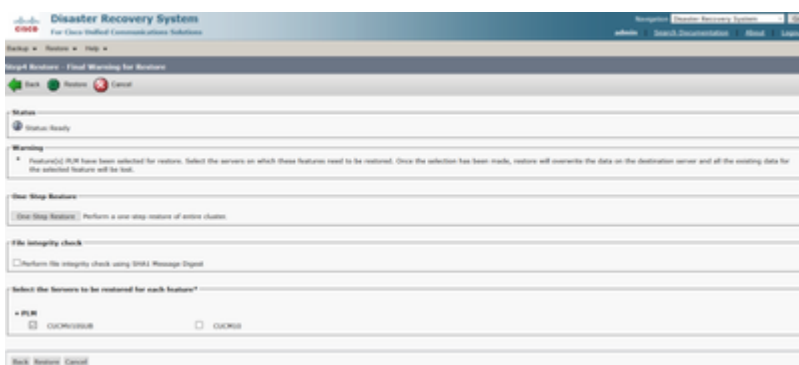 Disaster Recovery System
Navigation Disaster Recovery System
CISCO For Cisco Unified Communications Solutions
admin Search Documentation About
Backup Restore Help
Step4 Restore - Final Warning for Restore
Back Restore Cancel
Status
Status: Ready
Warning
Feature(s) PLM have been selected for restore. Select the servers on which these features need to be restored. Once the selection has been made, restore will overwrite the data on the destination server and all the existing data for
the selected feature will be lost.
One Step Restore
One Step Restore Perform a one step restore of entire cluster.
File integrity check
Perform file integrity check using SHA1 Message Digest
Select the Servers to be restored for each feature*
PLM
CUCMV10SUB CUCM10
Back Restore Cancel